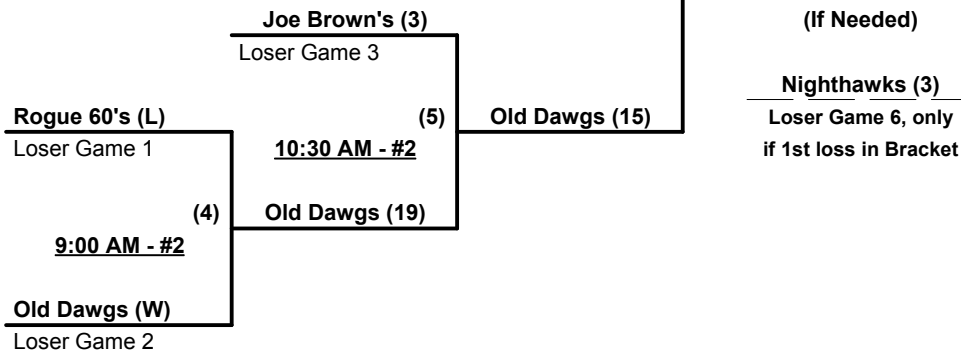 Joe Brown's (3)
Loser Game 3
(If Needed)
Nighthawks (3)
Loser Game 6, only
if 1st loss in Bracket
Rogue 60's (L)
Loser Game 1
(5)
10:30 AM - #2
Old Dawgs (15)
(4)
9:00 AM - #2
Old Dawgs (19)
Old Dawgs (W)
Loser Game 2